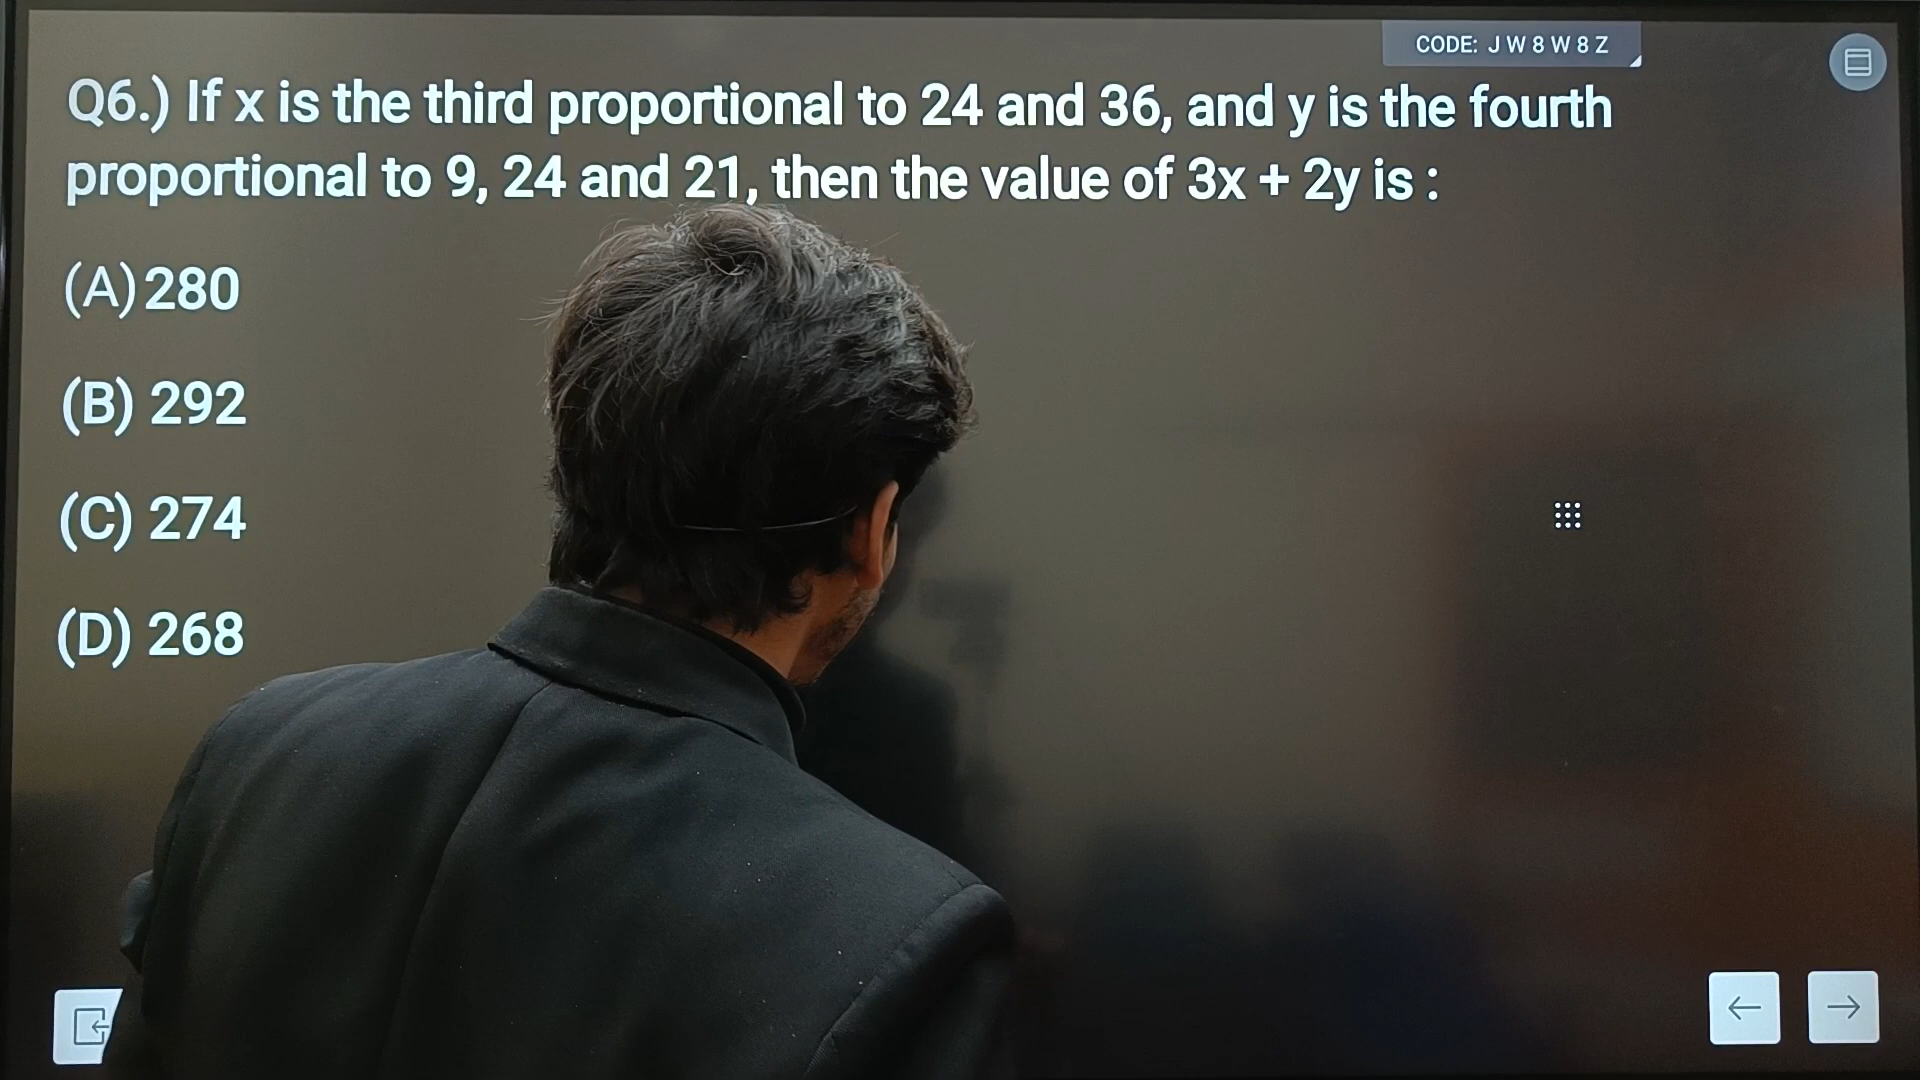 CODE: J W 8 W 8 Z
Q6.) If x is the third proportional to 24 and 36, and y is the fourth
proportional to 9, 24 and 21, then the value of 3x + 2y is :
(A) 280
(B) 292
(C) 274
(D) 268